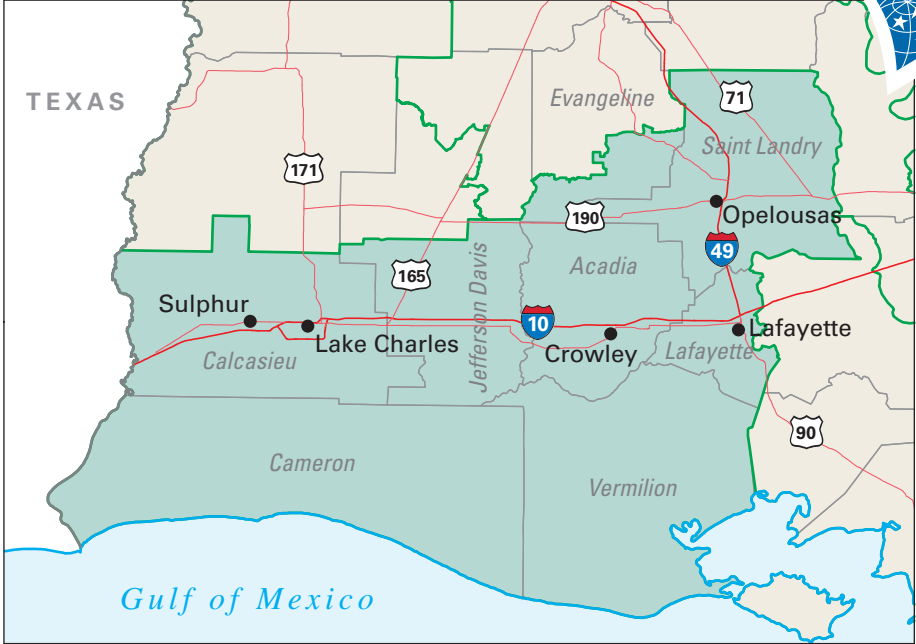 TEXAS
Evangeline
71
Saint Landry
171
190
Opelousas
49
165
Acadia
Jefferson Davis
Sulphur
10
Lake Charles
Crowley
Lafayette
Lafayette
Calcasieu
90
Cameron
Vermilion
Gulf of Mexico